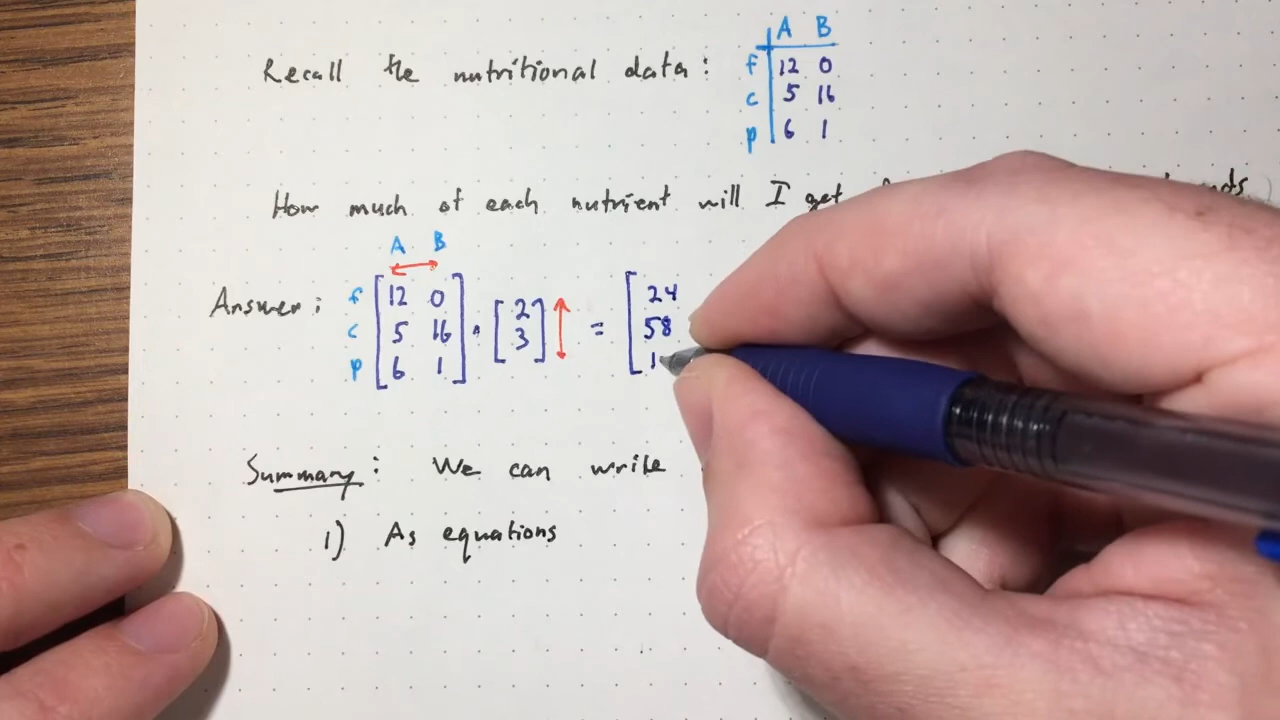 A B
Recall the nutritional data: f 12 0
c 5 16
p 6 1
How much of each nutrient will I get
A B
Answer: f [12 0] [2] = [24
c [5 16] • [3] [58
p [6 1] [1
Summary: We can write
1) As equations